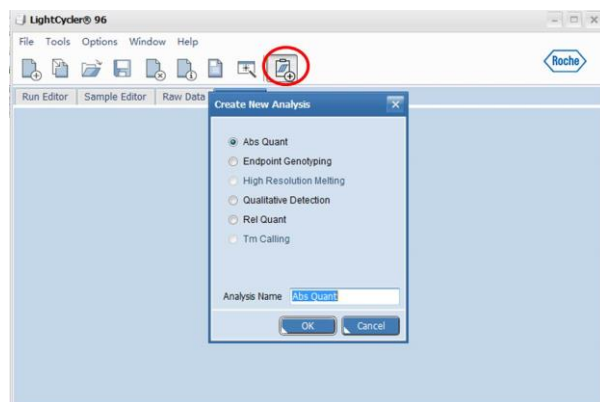 LightCycler® 96
File Tools Options Window Help
Roche
Run Editor Sample Editor Raw Data
Create New Analysis
Abs Quant
Endpoint Genotyping
High Resolution Melting
Qualitative Detection
Rel Quant
Tm Calling
Analysis Name Abs Quant
OK Cancel